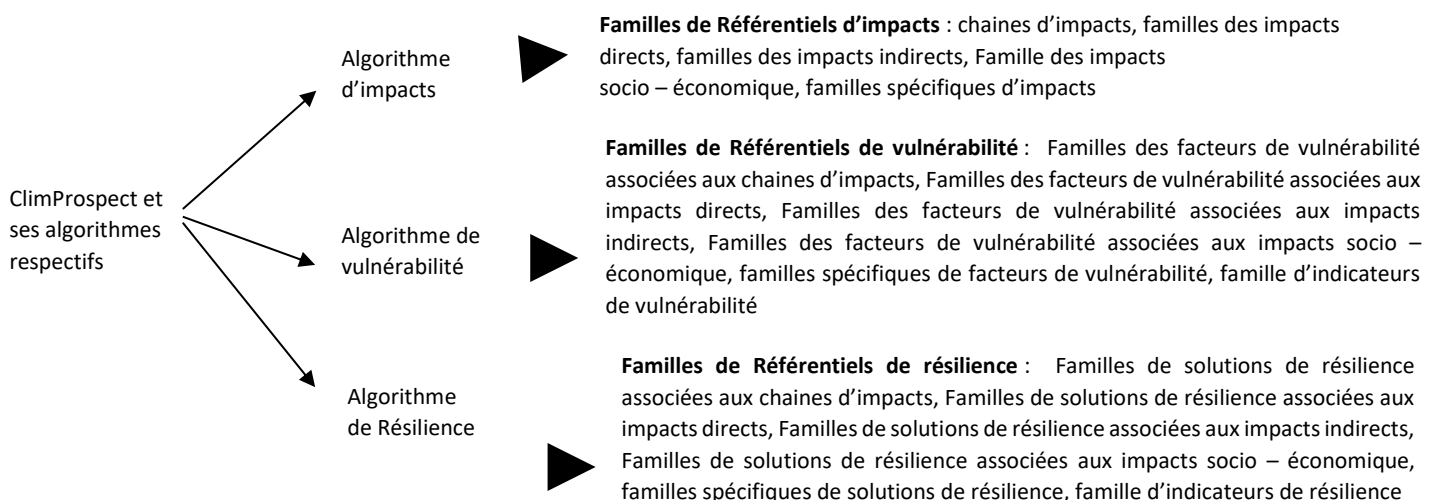 ClimProspect et
ses algorithmes
respectifs
Algorithme
d’impacts
Familles de Référentiels d’impacts : chaines d’impacts, familles des impacts
directs, familles des impacts indirects, Famille des impacts
socio – économique, familles spécifiques d’impacts
Algorithme de
vulnérabilité
Familles de Référentiels de vulnérabilité : Familles des facteurs de vulnérabilité
associées aux chaines d’impacts, Familles des facteurs de vulnérabilité associées aux
impacts directs, Familles des facteurs de vulnérabilité associées aux impacts
indirects, Familles des facteurs de vulnérabilité associées aux impacts socio –
économique, familles spécifiques de facteurs de vulnérabilité, famille d’indicateurs
de vulnérabilité
Algorithme
de Résilience
Familles de Référentiels de résilience : Familles de solutions de résilience
associées aux chaines d’impacts, Familles de solutions de résilience associées aux
impacts directs, Familles de solutions de résilience associées aux impacts indirects,
Familles de solutions de résilience associées aux impacts socio – économique,
familles spécifiques de solutions de résilience, famille d’indicateurs de résilience